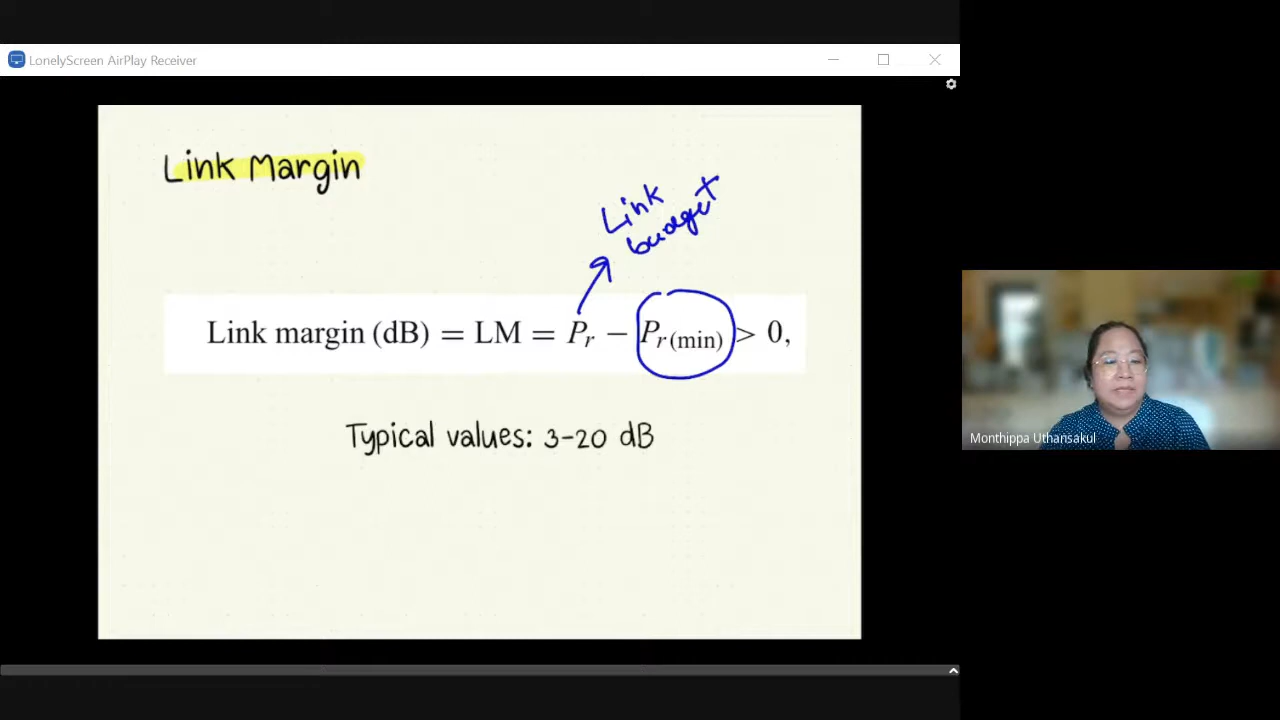 LonelyScreen AirPlay Receiver
Link Margin
Link
budget
Link margin (dB) = LM = Pr − Pr(min) > 0,
Typical values: 3-20 dB
Monthippa Uthansakul